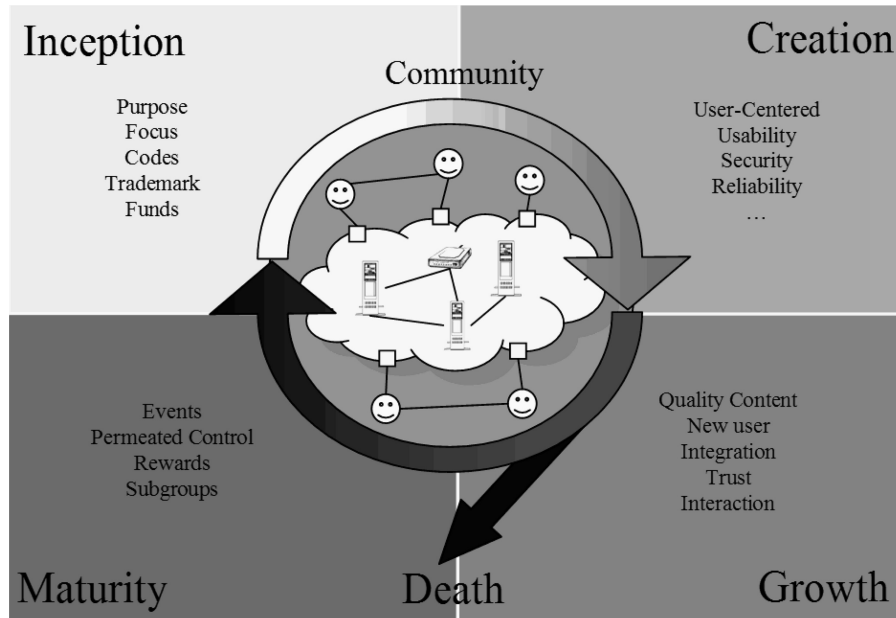 Inception
Creation
Community
Purpose
Focus
Codes
Trademark
Funds
User-Centered
Usability
Security
Reliability
…
Events
Permeated Control
Rewards
Subgroups
Quality Content
New user
Integration
Trust
Interaction
Maturity
Death
Growth